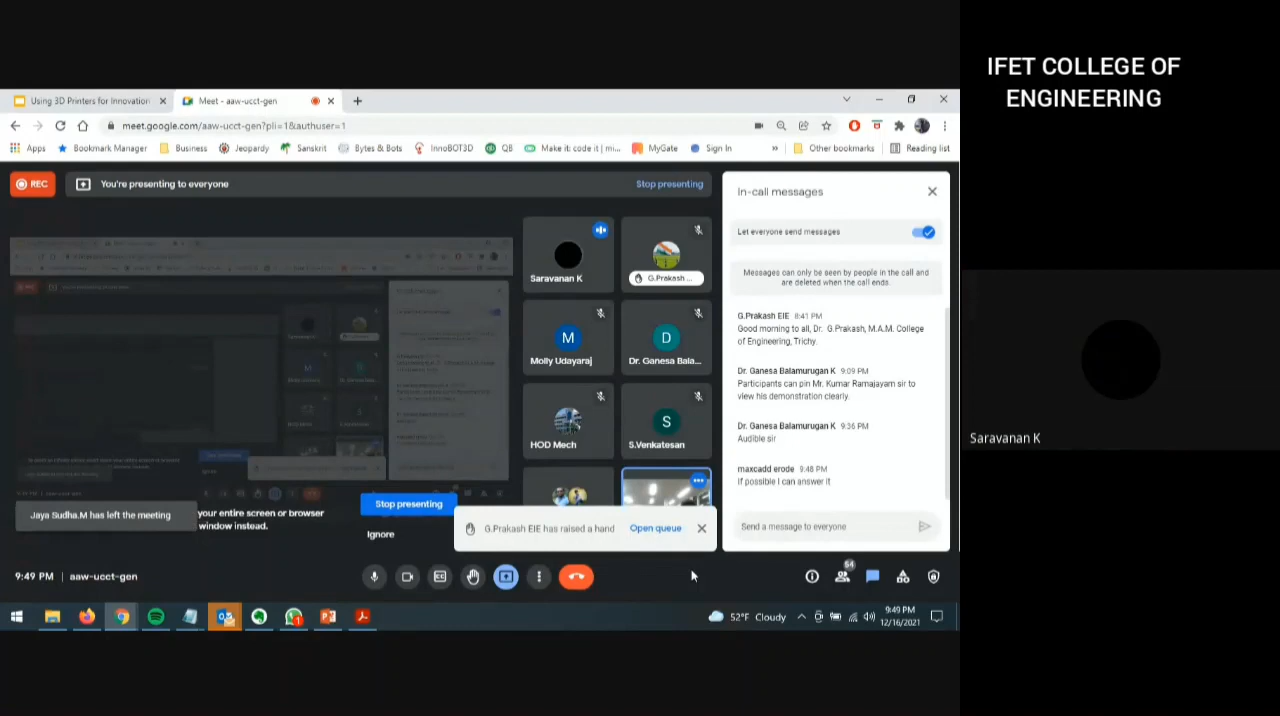 IFET COLLEGE OF
ENGINEERING
Using 3D Printers for Innovation
Meet - aaw-ucct-gen
meet.google.com/aaw-ucct-gen?pli=1&authuser=1
Apps
Bookmark Manager
Business
Jeopardy
Sanskrit
Bytes & Bots
InnoBOT3D
QB
Make it: code it | mi...
MyGate
Sign In
»
Other bookmarks
Reading list
REC
You're presenting to everyone
Stop presenting
Saravanan K
G.Prakash ...
M
Molly Udayaraj
D
Dr. Ganesa Bala...
HOD Mech
S
S.Venkatesan
In-call messages
Let everyone send messages
Messages can only be seen by people in the call and
are deleted when the call ends.
G.Prakash EIE 8:41 PM
Good morning to all, Dr. G.Prakash, M.A.M. College
of Engineering, Trichy.
Dr. Ganesa Balamurugan K 9:09 PM
Participants can pin Mr. Kumar Ramajayam sir to
view his demonstration clearly.
Dr. Ganesa Balamurugan K 9:36 PM
Audible sir
maxcadd erode 9:48 PM
If possible I can answer it
Send a message to everyone
Jaya Sudha.M has left the meeting
your entire screen or browser
window instead.
Stop presenting
Ignore
G.Prakash EIE has raised a hand
Open queue
9:49 PM | aaw-ucct-gen
54
52°F Cloudy
9:49 PM
12/16/2021
Saravanan K